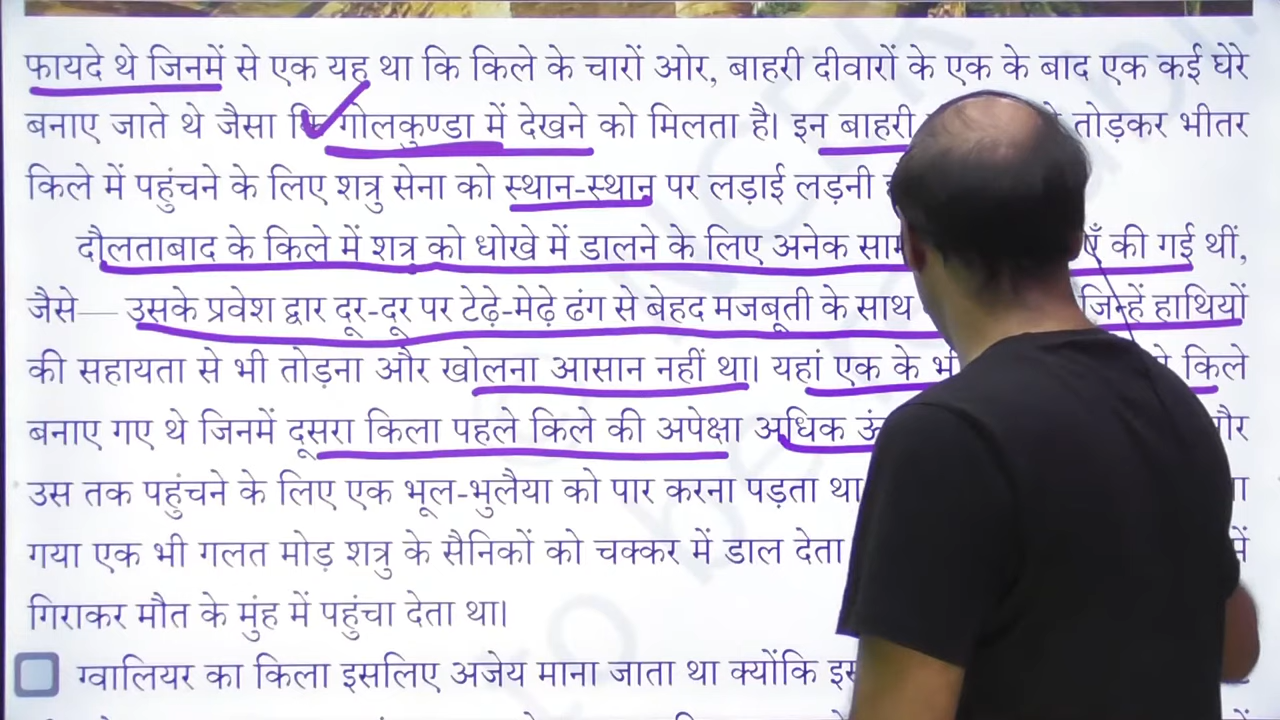 फायदे थे जिनमें से एक यह था कि किले के चारों ओर, बाहरी दीवारों के एक के बाद एक कई घेरे
बनाए जाते थे जैसा कि गोलकुण्डा में देखने को मिलता है। इन बाहरी तोड़कर भीतर
किले में पहुंचने के लिए शत्रु सेना को स्थान-स्थान पर लड़ाई लड़नी
दौलताबाद के किले में शत्रु को धोखे में डालने के लिए अनेक की गई थीं,
जैसे— उसके प्रवेश द्वार दूर-दूर पर टेढ़े-मेढ़े ढंग से बेहद मजबूती के साथ जिन्हें हाथियों
की सहायता से भी तोड़ना और खोलना आसान नहीं था। यहां एक के किले
बनाए गए थे जिनमें दूसरा किला पहले किले की अपेक्षा अधिक
उस तक पहुंचने के लिए एक भूल-भुलैया को पार करना पड़ता था
गया एक भी गलत मोड़ शत्रु के सैनिकों को चक्कर में डाल देता
गिराकर मौत के मुंह में पहुंचा देता था।
ग्वालियर का किला इसलिए अजेय माना जाता था क्योंकि